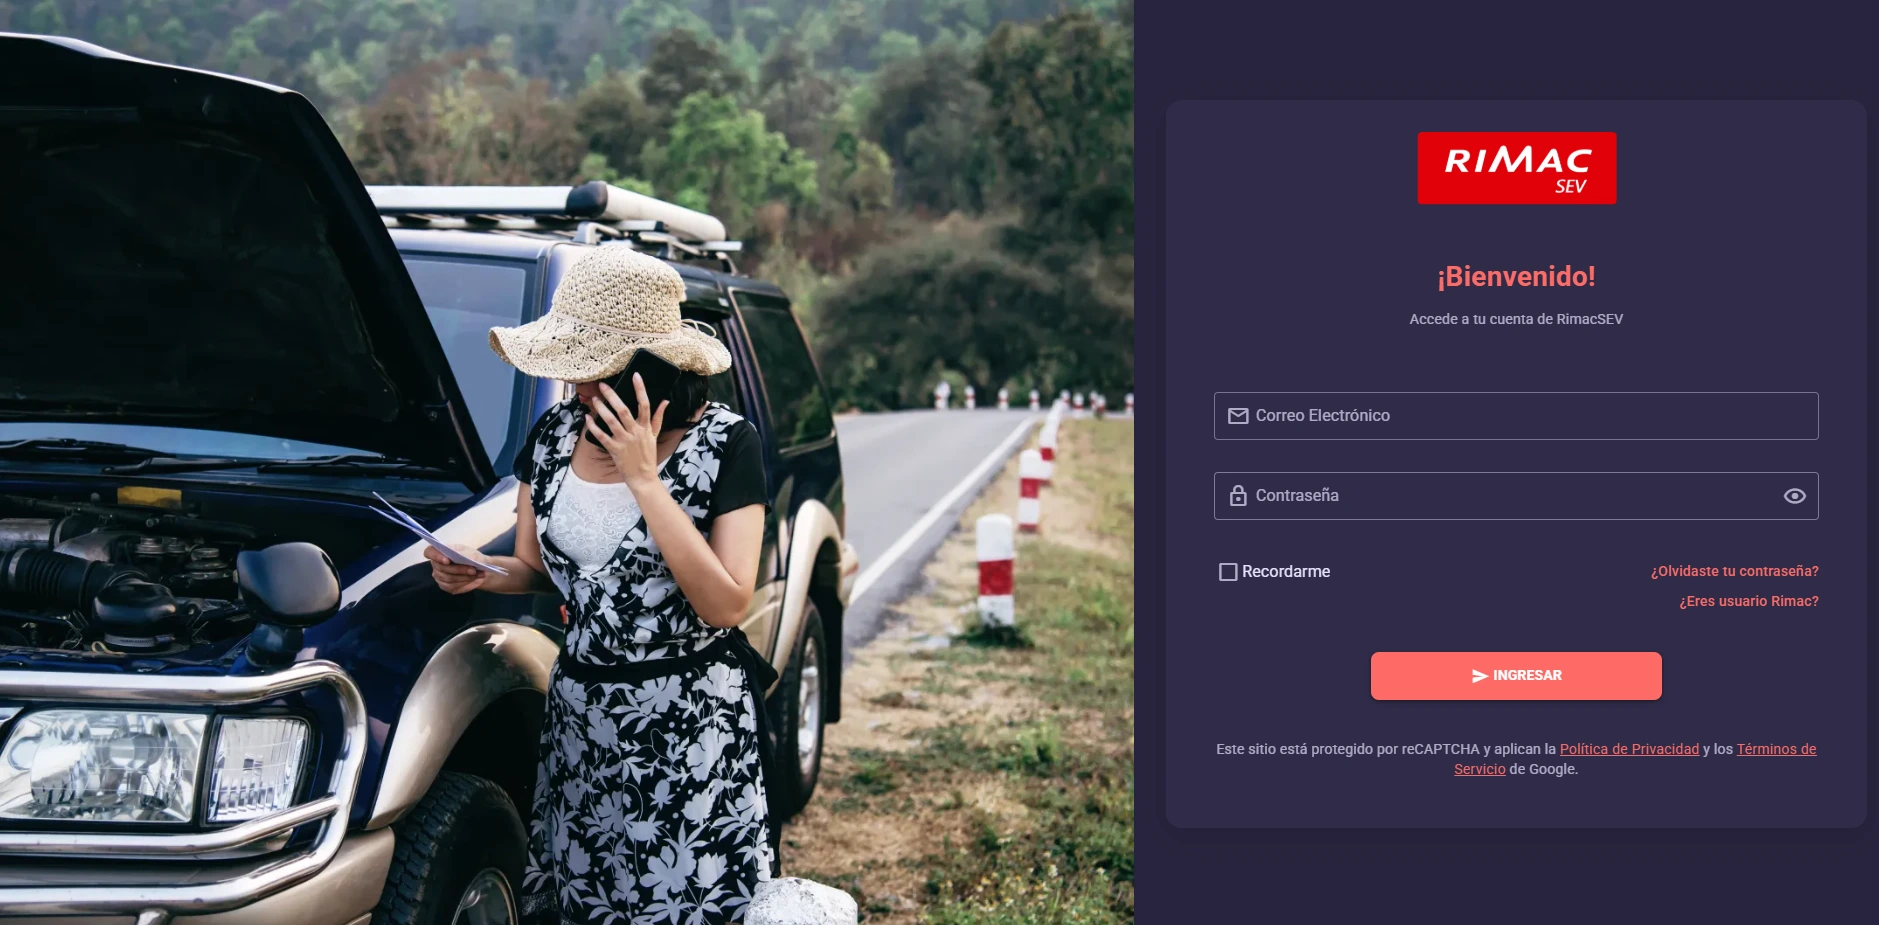 RIMAC
SEV
¡Bienvenido!
Accede a tu cuenta de RimacSEV
Correo Electrónico
Contraseña
Recordarme
¿Olvidaste tu contraseña?
¿Eres usuario Rimac?
INGRESAR
Este sitio está protegido por reCAPTCHA y aplican la Política de Privacidad y los Términos de
Servicio de Google.